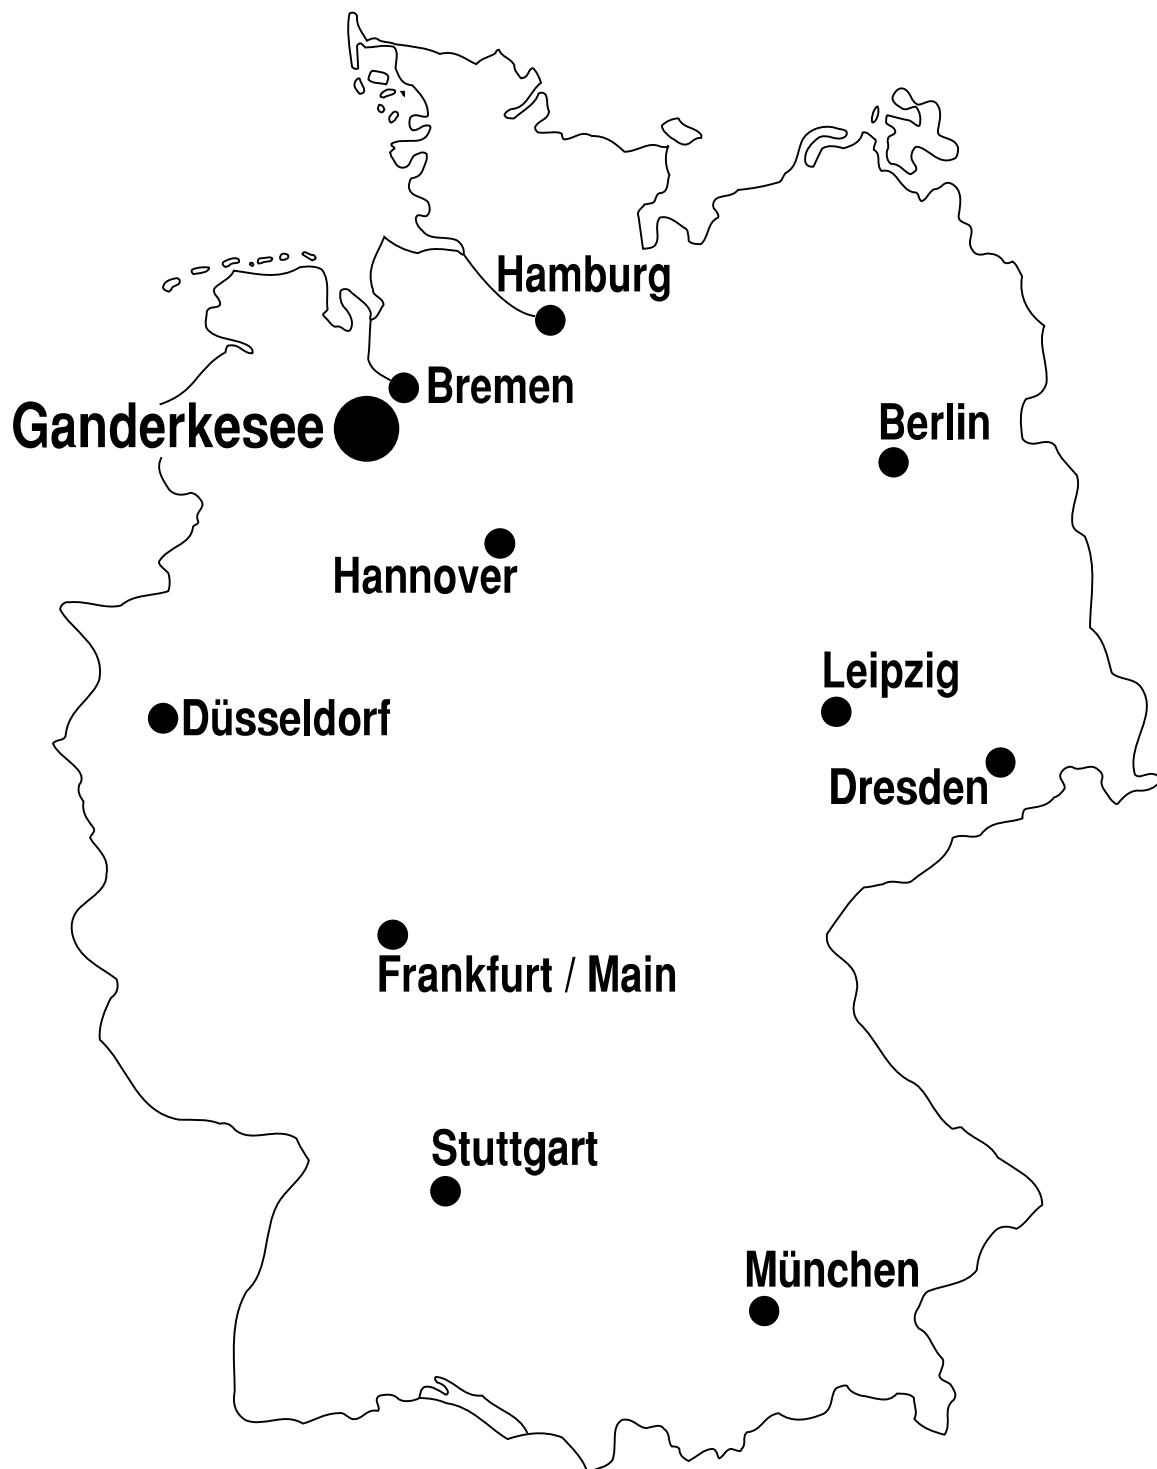 Hamburg
Bremen
Ganderkesee
Berlin
Hannover
Leipzig
Düsseldorf
Dresden
Frankfurt / Main
Stuttgart
München